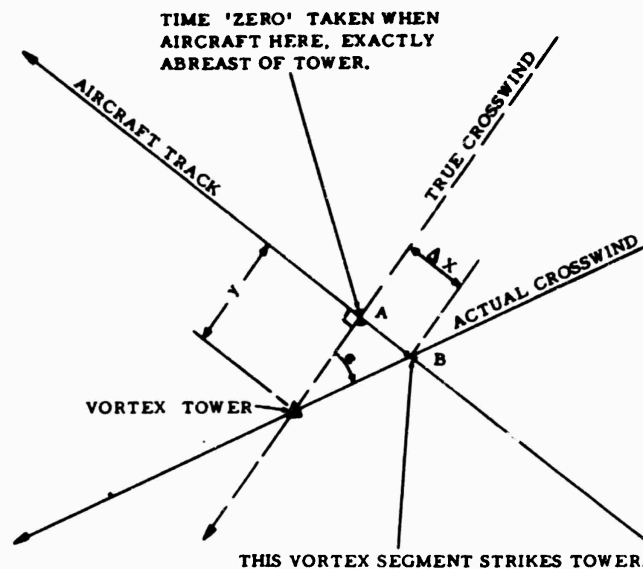 TIME 'ZERO' TAKEN WHEN
AIRCRAFT HERE, EXACTLY
ABREAST OF TOWER.
AIRCRAFT TRACK
TRUE CROSSWIND
Δ X
ACTUAL CROSSWIND
y
A
B
VORTEX TOWER
THIS VORTEX SEGMENT STRIKES TOWER